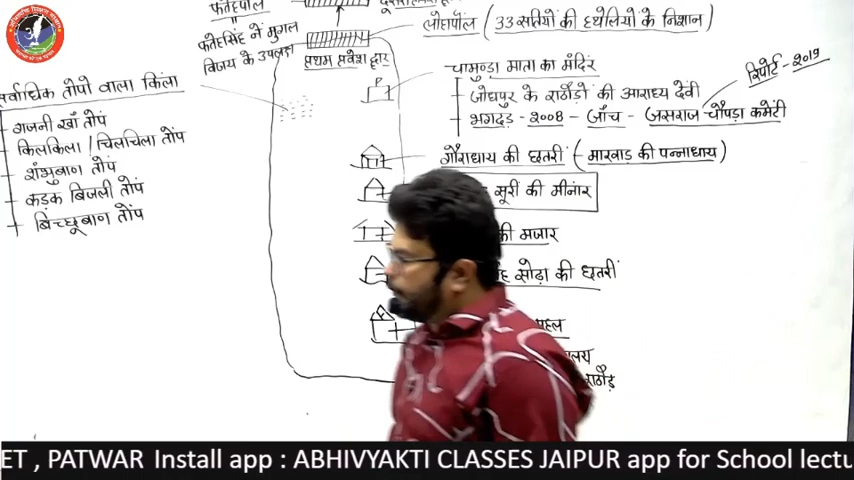 फतेहपोल
फतेहसिंह ने मुगल
विजय के उपलक्ष
लोहापोल (33 सतियों की हथेलियों के निशान)
प्रथम प्रवेश द्वार
सर्वाधिक तोपो वाला किला
गजनी खाँ तोप
किलकिला / चिलचिला तोप
शंभुबाण तोप
कड़क बिजली तोप
बिच्छूबाण तोप
चामुण्डा माता का मंदिर
जोधपुर के राठौड़ों की आराध्य देवी
भगदड़ - 2008 - जाँच - जसराज चौपड़ा कमेटी
रिपोर्ट - 2019
गौराधाय की छतरी (मारवाड की पन्नाधाय)
सूरी की मीनार
की मजार
सोढ़ा की छतरी
महल
राठौड़
ET , PATWAR Install app : ABHIVYAKTI CLASSES JAIPUR app for School lectu